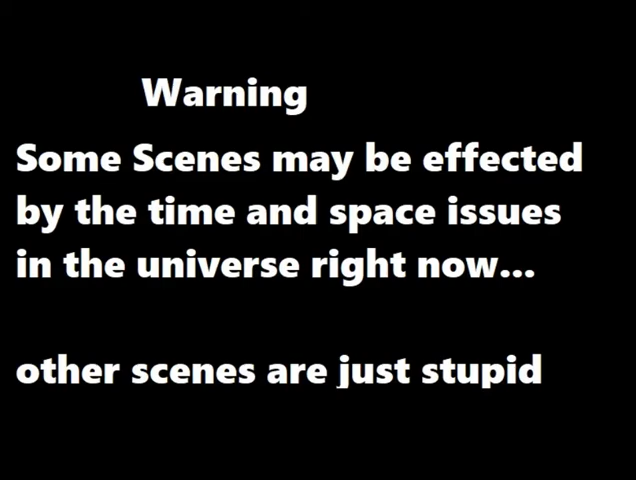 Warning
Some Scenes may be effected
by the time and space issues
in the universe right now...
other scenes are just stupid